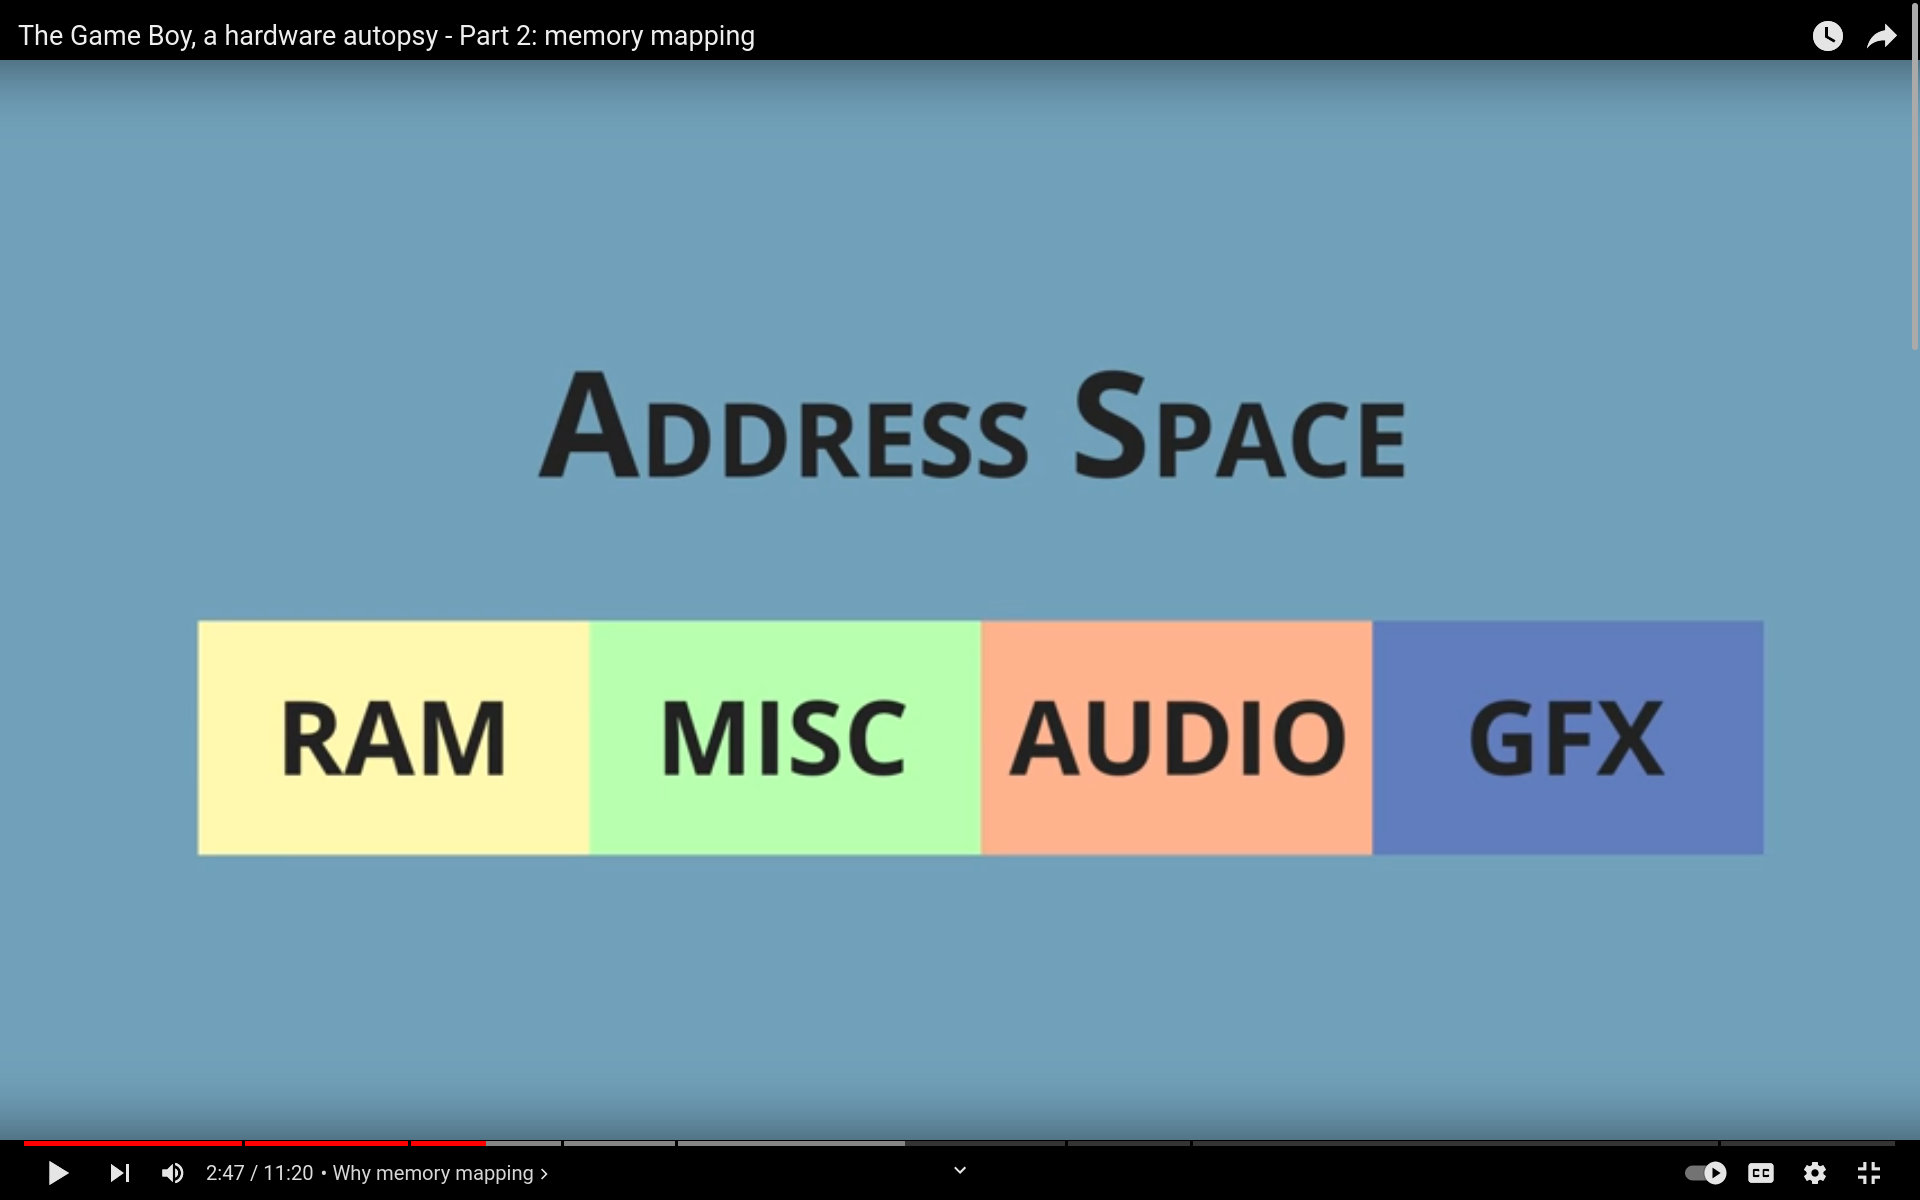 The Game Boy, a hardware autopsy - Part 2: memory mapping
Address Space
RAM MISC AUDIO GFX
2:47 / 11:20 • Why memory mapping ›
CC